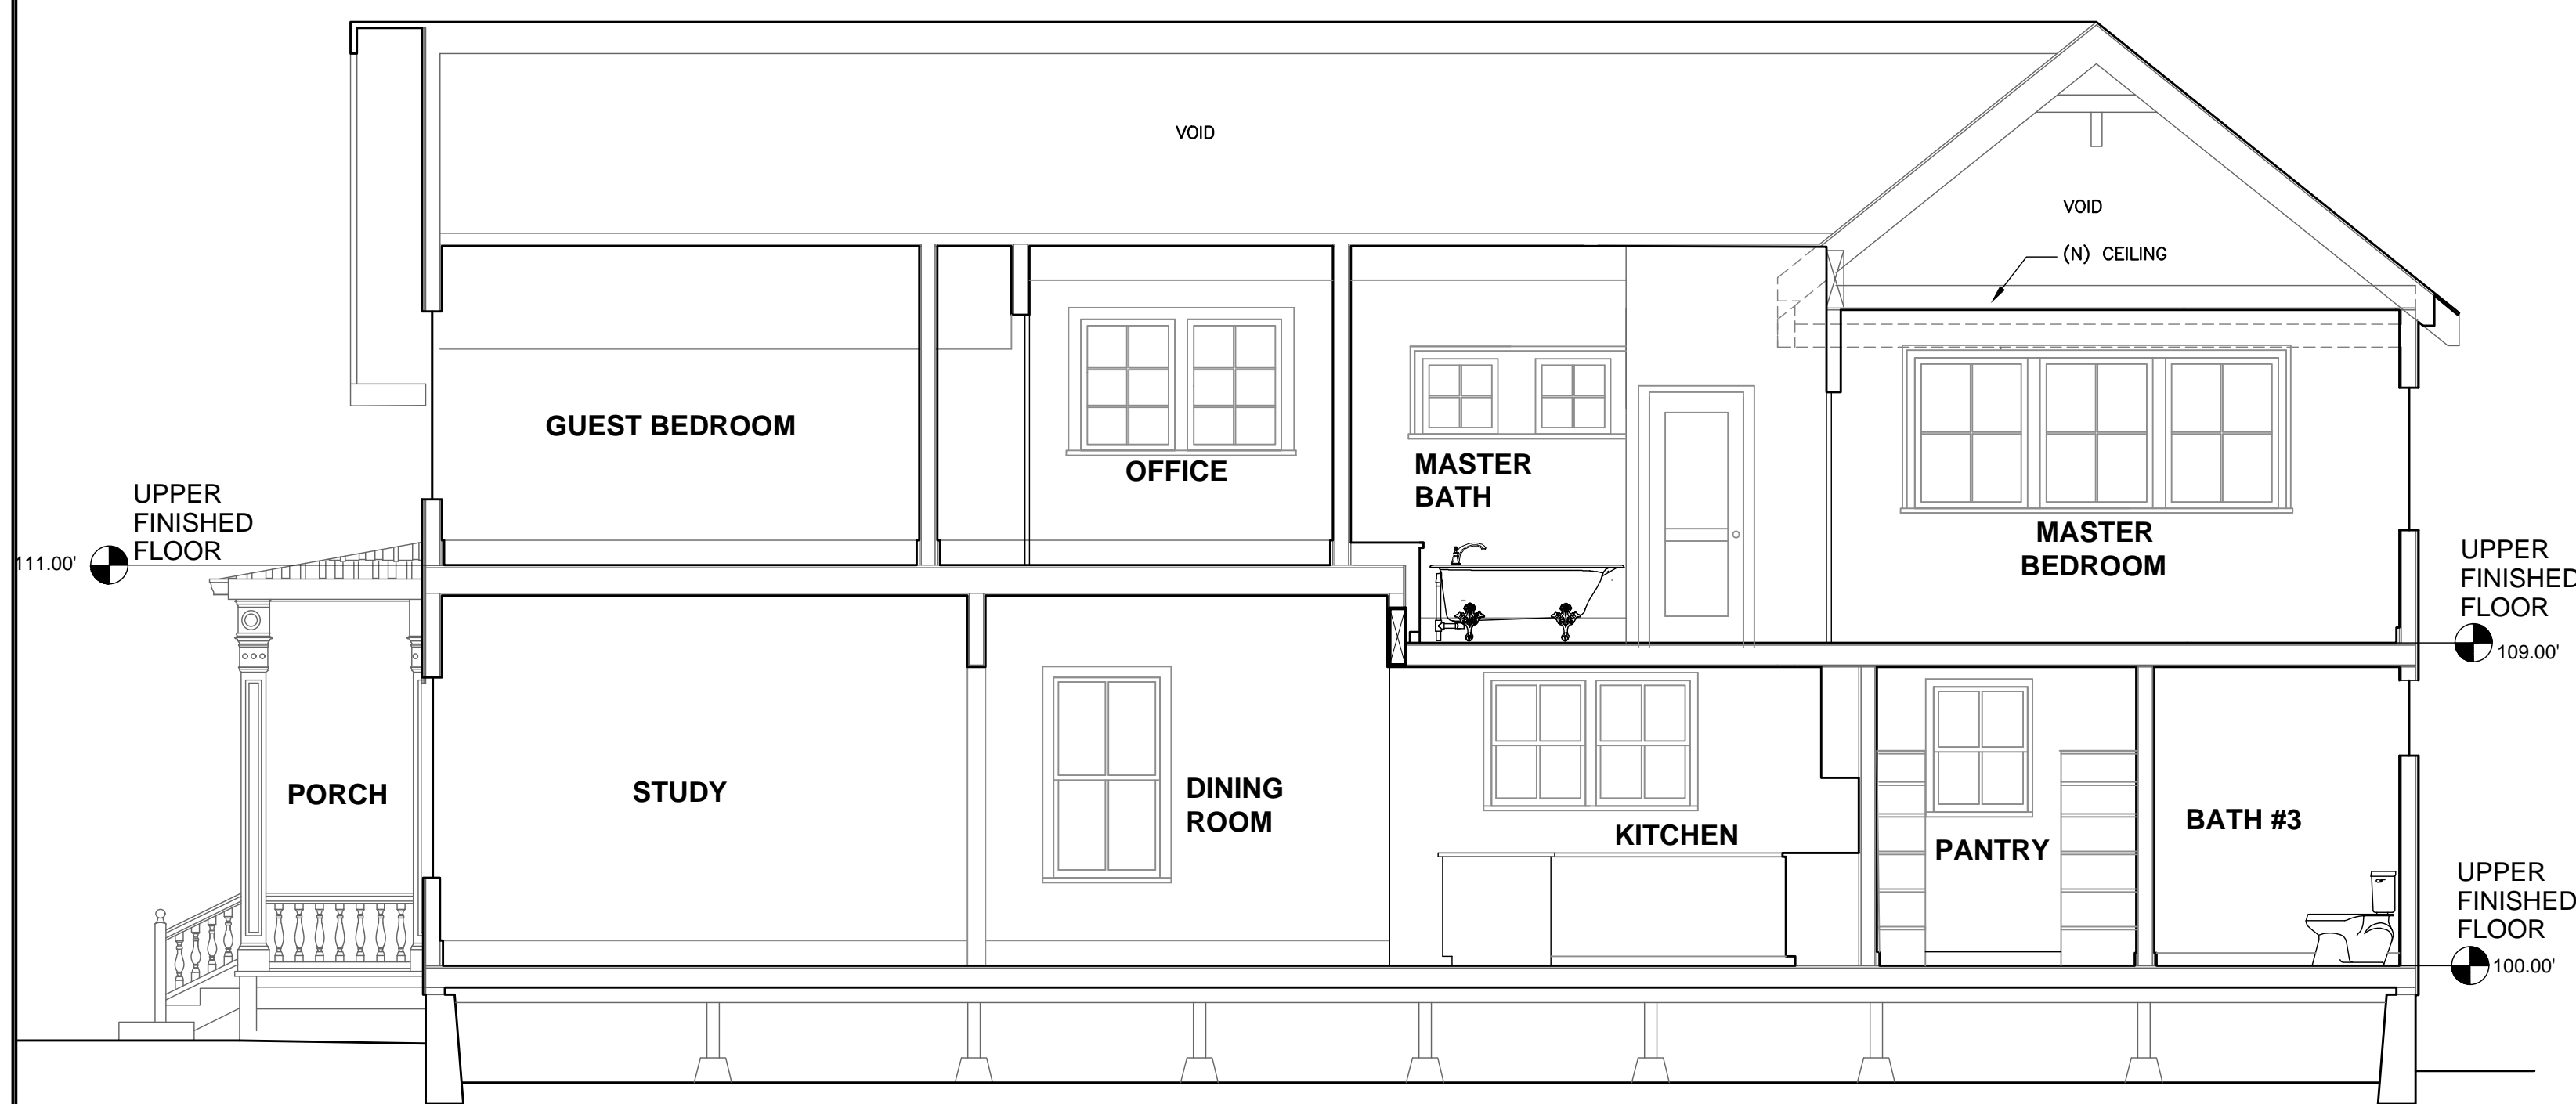 VOID
VOID
(N) CEILING
GUEST BEDROOM
OFFICE
MASTER
BATH
MASTER
BEDROOM
UPPER
FINISHED
FLOOR
111.00'
UPPER
FINISHED
FLOOR
109.00'
PORCH
STUDY
DINING
ROOM
KITCHEN
PANTRY
BATH #3
UPPER
FINISHED
FLOOR
100.00'